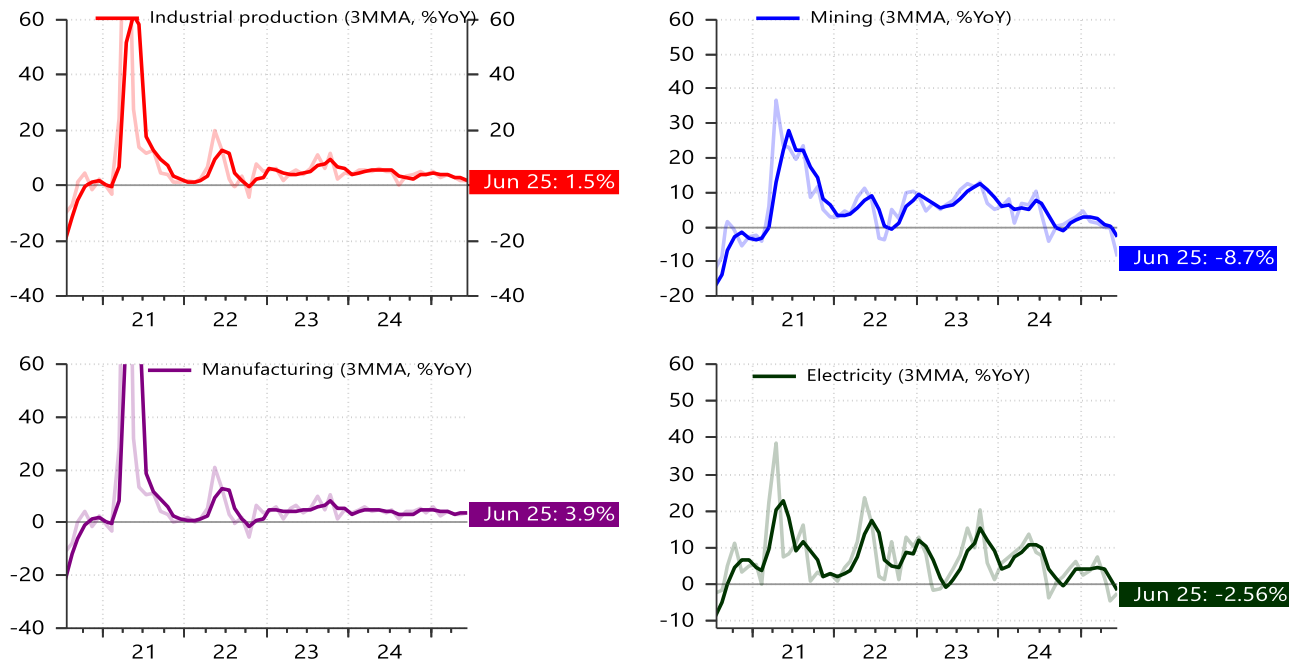 Industrial production (3MMA, %YoY)
60
40
20
0
-20
-40
60
40
20
-20
-40
Jun 25: 1.5%
21 22 23 24
Mining (3MMA, %YoY)
60
50
40
30
20
10
0
-10
-20
Jun 25: -8.7%
21 22 23 24
Manufacturing (3MMA, %YoY)
60
40
20
0
-20
-40
Jun 25: 3.9%
21 22 23 24
Electricity (3MMA, %YoY)
60
50
40
30
20
10
0
-10
Jun 25: -2.56%
21 22 23 24